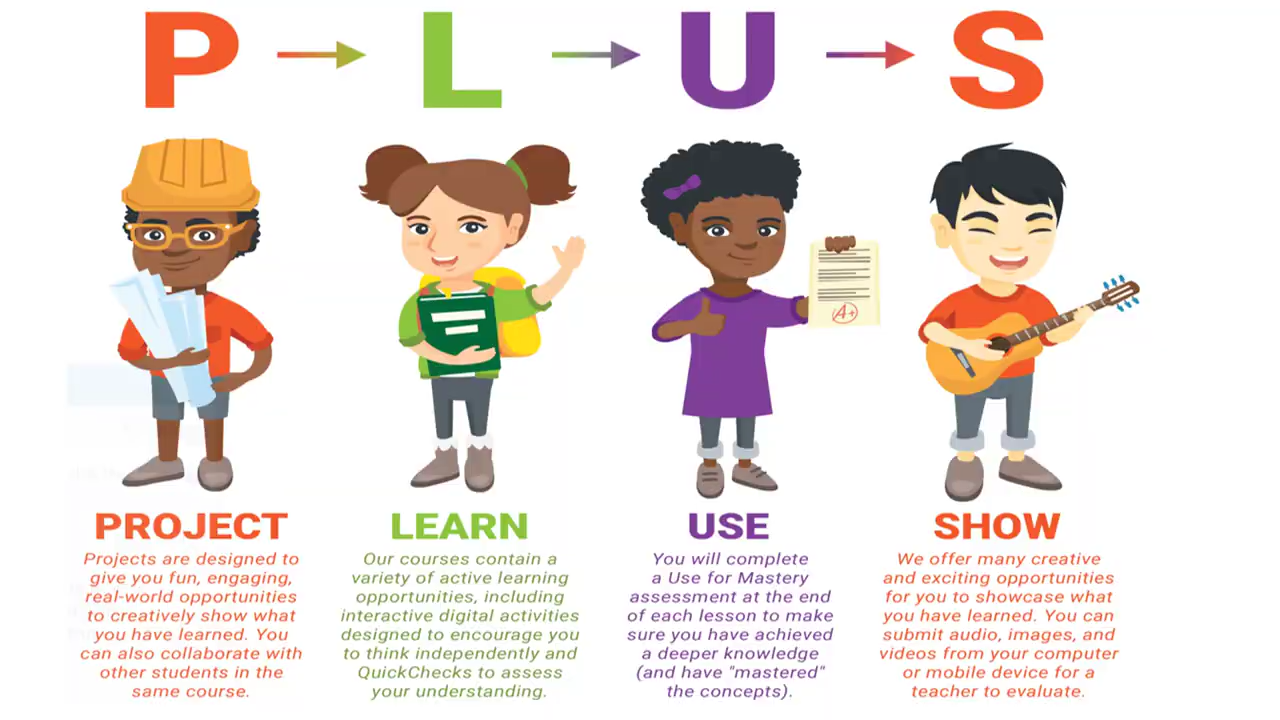 P L U S
PROJECT
Projects are designed to
give you fun, engaging,
real-world opportunities
to creatively show what
you have learned. You
can also collaborate with
other students in the
same course.
LEARN
Our courses contain a
variety of active learning
opportunities, including
interactive digital activities
designed to encourage you
to think independently and
QuickChecks to assess
your understanding.
A+
USE
You will complete
a Use for Mastery
assessment at the end
of each lesson to make
sure you have achieved
a deeper knowledge
(and have "mastered"
the concepts).
SHOW
We offer many creative
and exciting opportunities
for you to showcase what
you have learned. You can
submit audio, images, and
videos from your computer
or mobile device for a
teacher to evaluate.